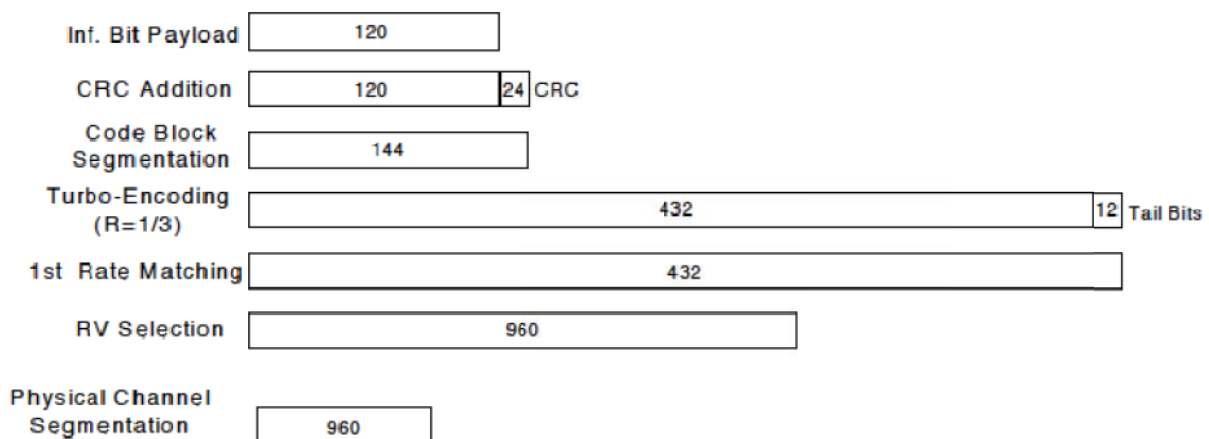 Inf. Bit Payload 120
CRC Addition 120 24 CRC
Code Block
Segmentation 144
Turbo-Encoding
(R=1/3) 432 12 Tail Bits
1st Rate Matching 432
RV Selection 960
Physical Channel
Segmentation 960